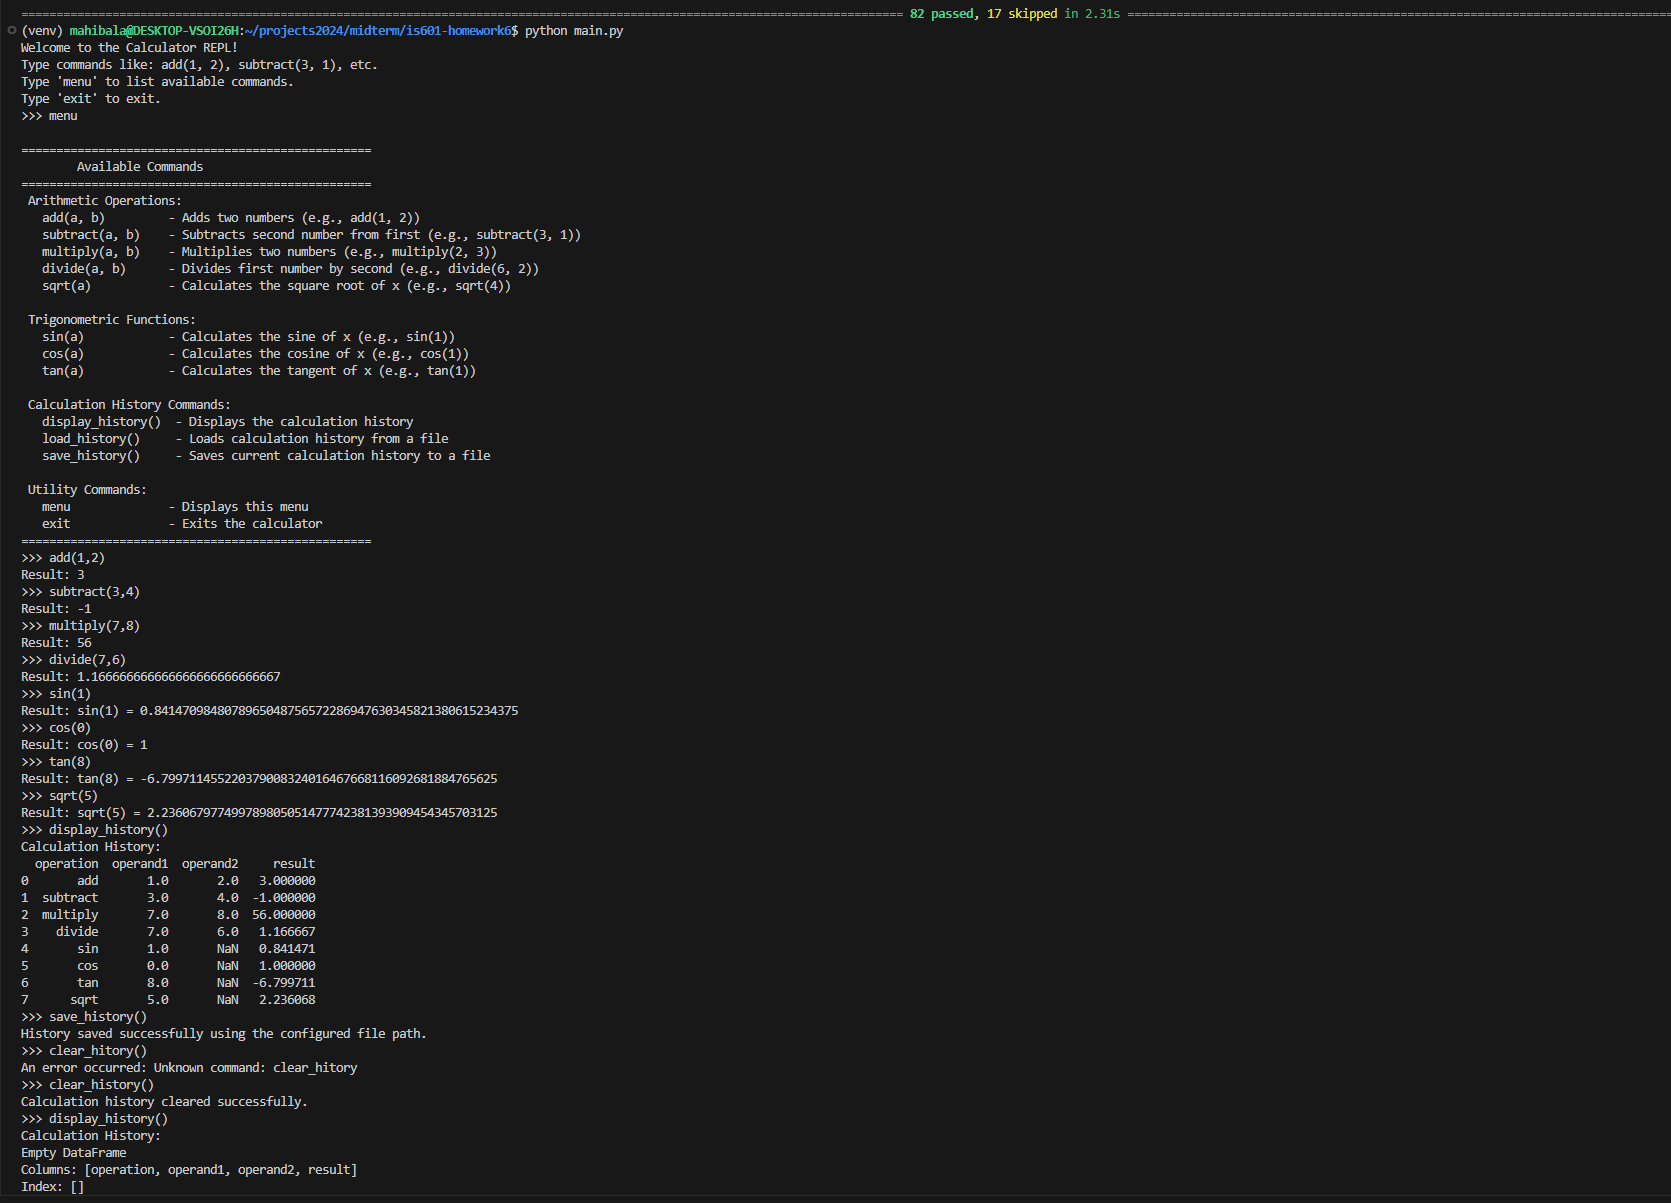 ======================================== 82 passed, 17 skipped in 2.31s ========================================
(venv) mahibala@DESKTOP-VSOI26H:~/projects2024/midterm/is601-homework6$ python main.py
Welcome to the Calculator REPL!
Type commands like: add(1, 2), subtract(3, 1), etc.
Type 'menu' to list available commands.
Type 'exit' to exit.
>>> menu
==================================================
        Available Commands
==================================================
 Arithmetic Operations:
   add(a, b)         - Adds two numbers (e.g., add(1, 2))
   subtract(a, b)    - Subtracts second number from first (e.g., subtract(3, 1))
   multiply(a, b)    - Multiplies two numbers (e.g., multiply(2, 3))
   divide(a, b)      - Divides first number by second (e.g., divide(6, 2))
   sqrt(a)           - Calculates the square root of x (e.g., sqrt(4))
 Trigonometric Functions:
   sin(a)            - Calculates the sine of x (e.g., sin(1))
   cos(a)            - Calculates the cosine of x (e.g., cos(1))
   tan(a)            - Calculates the tangent of x (e.g., tan(1))
 Calculation History Commands:
   display_history()  - Displays the calculation history
   load_history()     - Loads calculation history from a file
   save_history()     - Saves current calculation history to a file
 Utility Commands:
   menu              - Displays this menu
   exit              - Exits the calculator
==================================================
>>> add(1,2)
Result: 3
>>> subtract(3,4)
Result: -1
>>> multiply(7,8)
Result: 56
>>> divide(7,6)
Result: 1.166666666666666666666666667
>>> sin(1)
Result: sin(1) = 0.841470984807896504875657228694763034582138061523​4375
>>> cos(0)
Result: cos(0) = 1
>>> tan(8)
Result: tan(8) = -6.799711455220379008324016467668116092681884765625
>>> sqrt(5)
Result: sqrt(5) = 2.236067977499789805051477742381393909454345703125
>>> display_history()
Calculation History:
  operation  operand1  operand2     result
0       add       1.0       2.0   3.000000
1  subtract       3.0       4.0  -1.000000
2  multiply       7.0       8.0  56.000000
3    divide       7.0       6.0   1.166667
4       sin       1.0       NaN   0.841471
5       cos       0.0       NaN   1.000000
6       tan       8.0       NaN  -6.799711
7      sqrt       5.0       NaN   2.236068
>>> save_history()
History saved successfully using the configured file path.
>>> clear_hitory()
An error occurred: Unknown command: clear_hitory
>>> clear_history()
Calculation history cleared successfully.
>>> display_history()
Calculation History:
Empty DataFrame
Columns: [operation, operand1, operand2, result]
Index: []